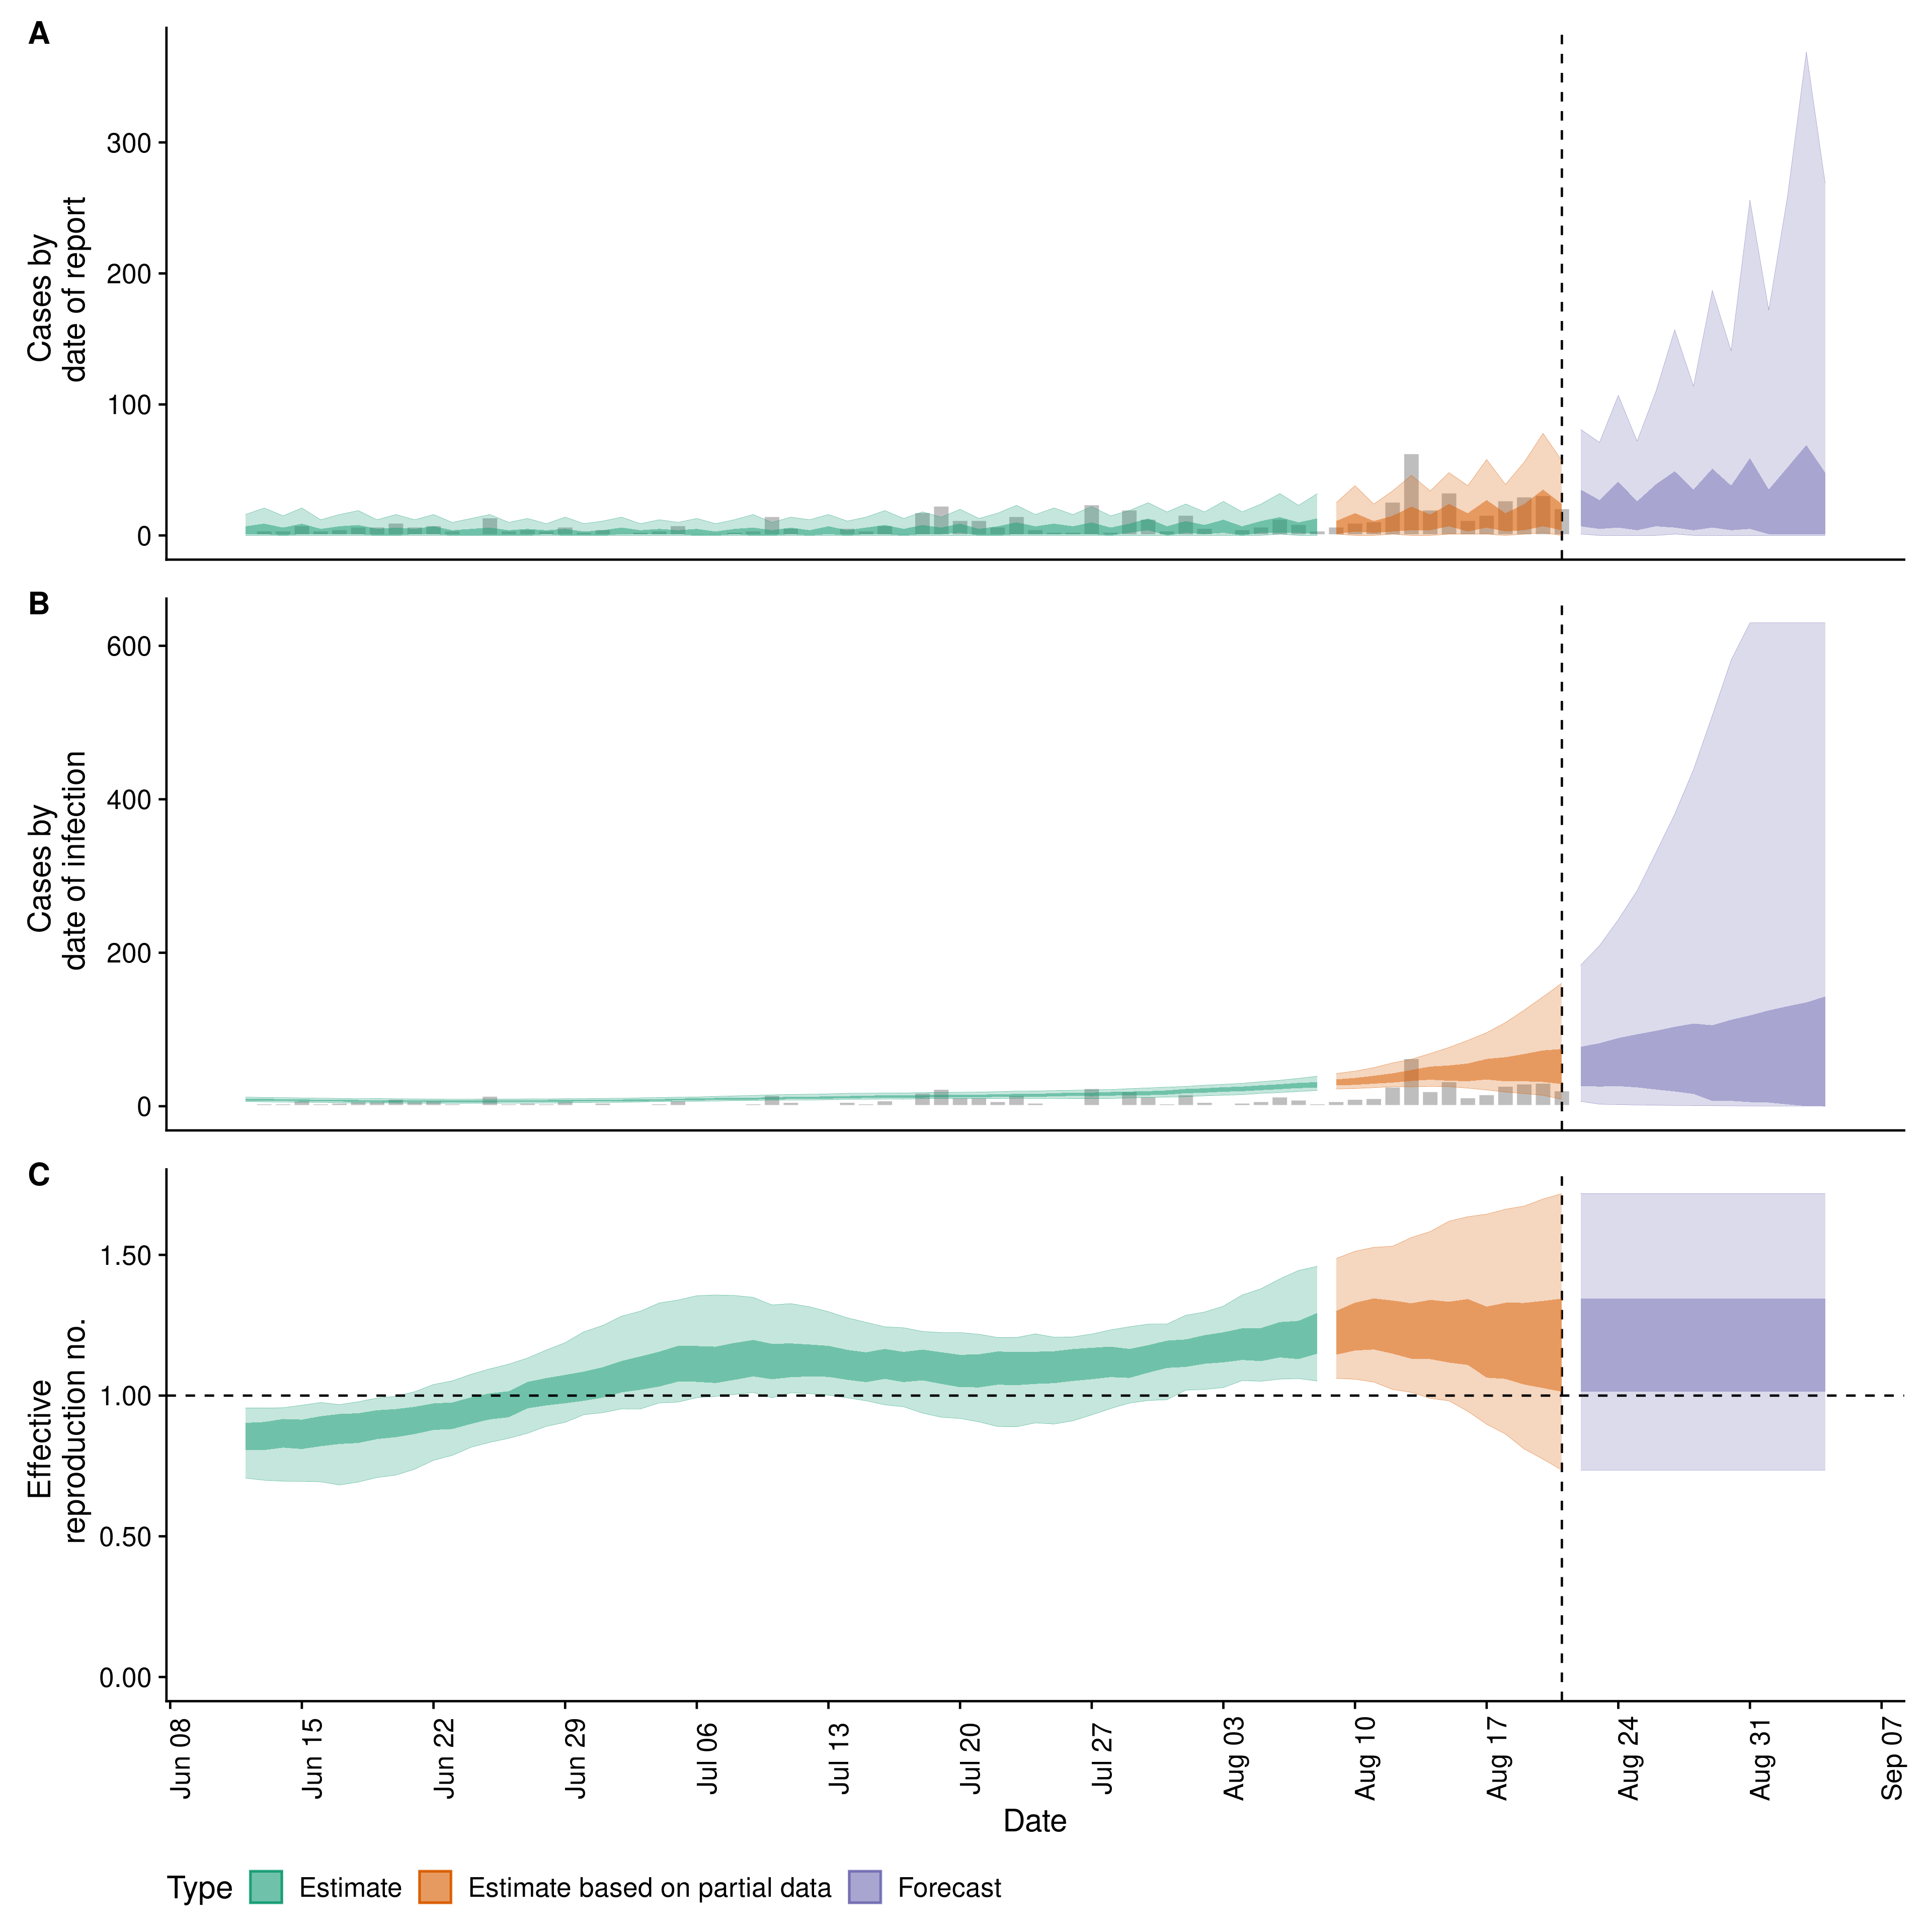 A
Cases by
date of report
300
200
100
0
B
Cases by
date of infection
600
400
200
0
C
Effective
reproduction no.
1.50
1.00
0.50
0.00
Jun 08
Jun 15
Jun 22
Jun 29
Jul 06
Jul 13
Jul 20
Jul 27
Aug 03
Aug 10
Aug 17
Aug 24
Aug 31
Sep 07
Date
Type Estimate Estimate based on partial data Forecast